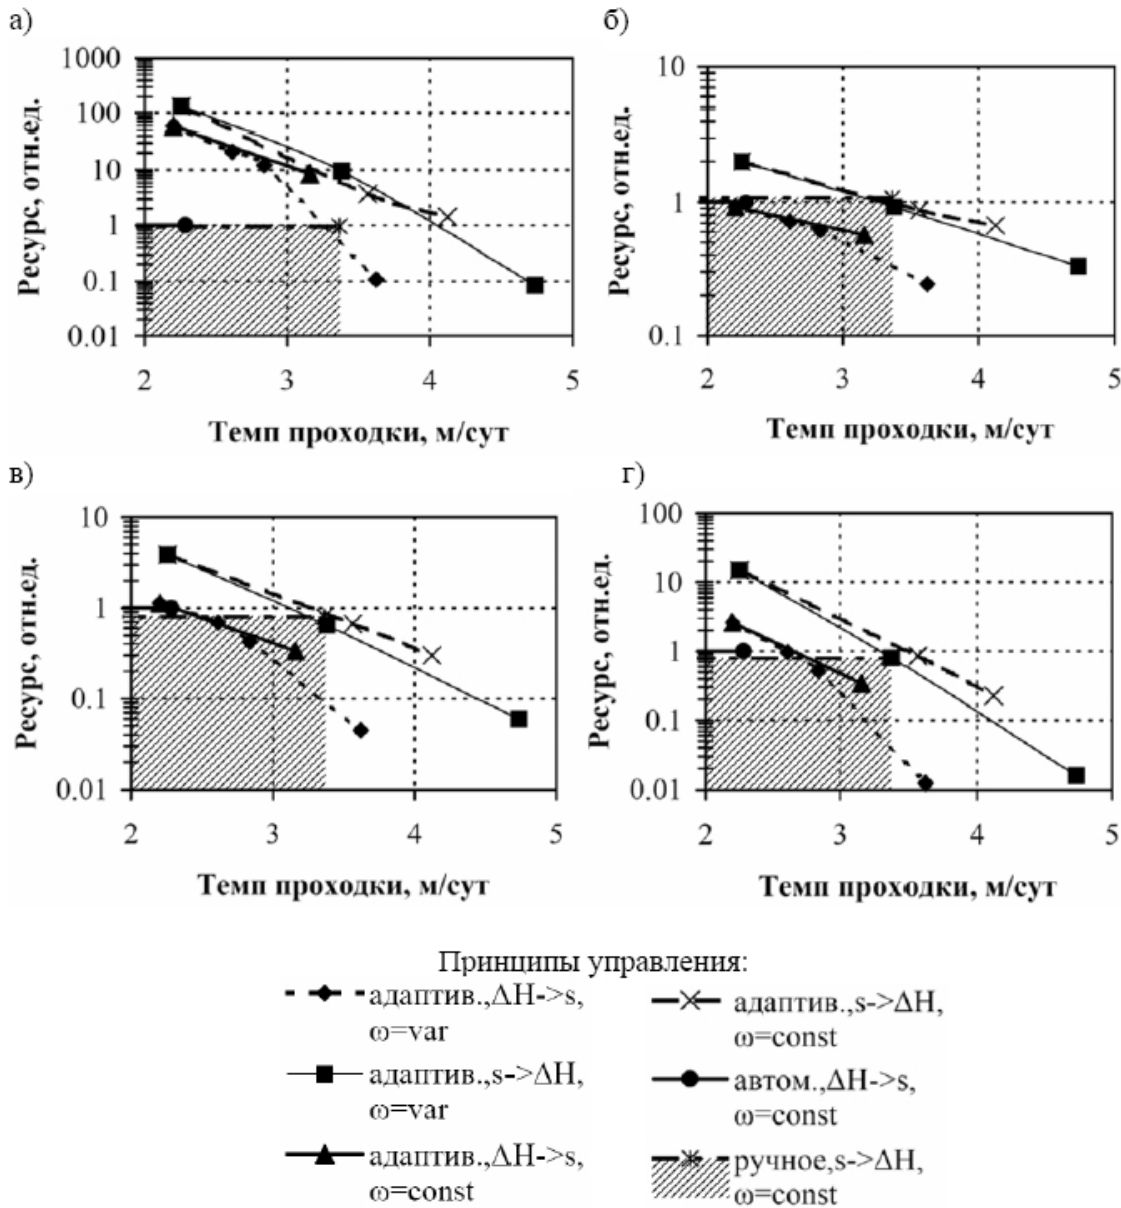 а)
1000
100
10
1
0.1
0.01
Ресурс, отн.ед.
2 3 4 5
Темп проходки, м/сут
б)
10
1
0.1
Ресурс, отн.ед.
2 3 4 5
Темп проходки, м/сут
в)
10
1
0.1
0.01
Ресурс, отн.ед.
2 3 4 5
Темп проходки, м/сут
г)
100
10
1
0.1
0.01
Ресурс, отн.ед.
2 3 4 5
Темп проходки, м/сут
Принципы управления:
адаптив.,ΔH->s,
ω=var
адаптив.,s->ΔH,
ω=var
адаптив.,ΔH->s,
ω=const
адаптив.,s->ΔH,
ω=const
автом.,ΔH->s,
ω=const
ручное,s->ΔH,
ω=const